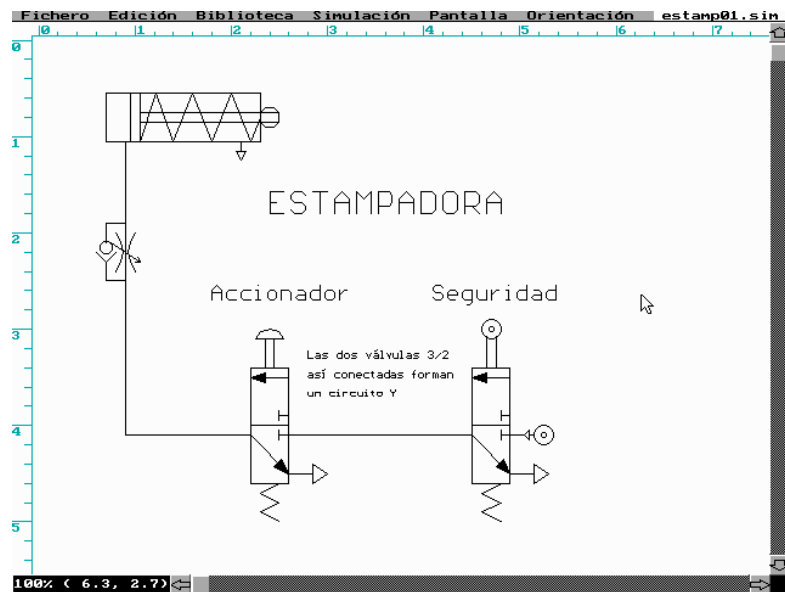 Fichero Edición Biblioteca Simulación Pantalla Orientación estamp01.sim
0 1 2 3 4 5 6 7
0
1
ESTAMPADORA
2
Accionador Seguridad
3
Las dos válvulas 3/2
así conectadas forman
un circuito Y
4
5
100% ( 6.3, 2.7)